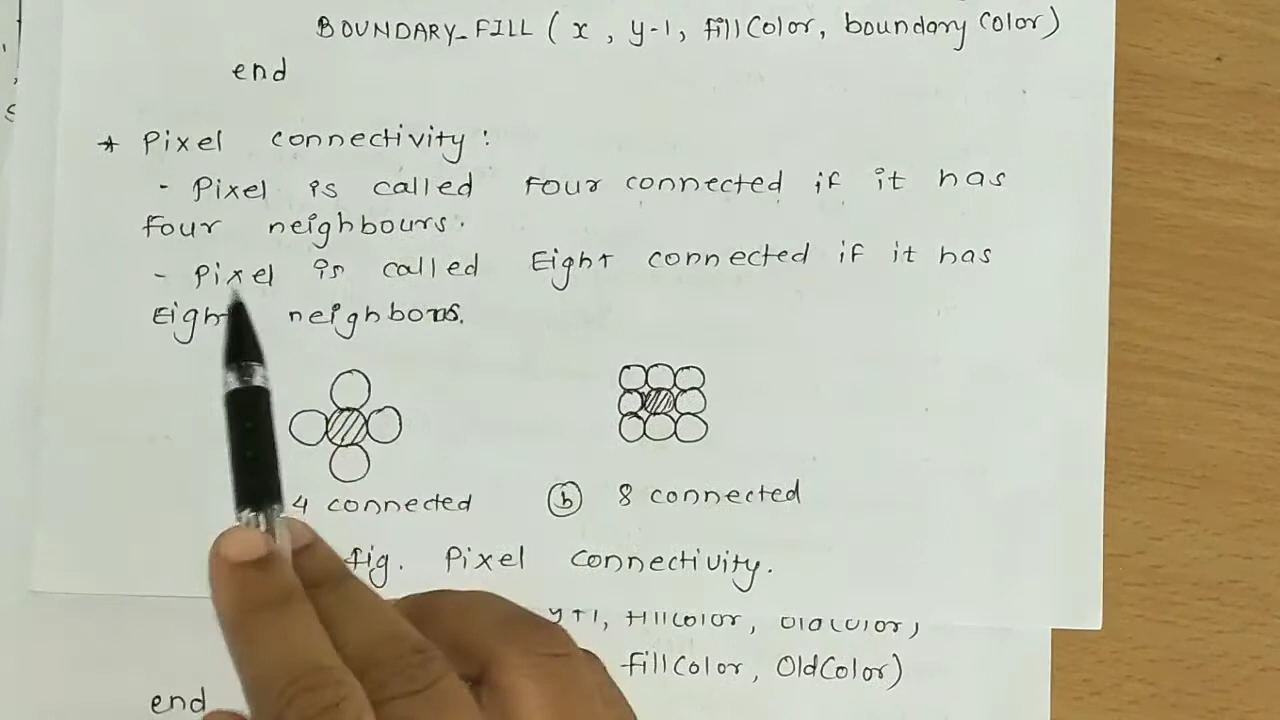 BOUNDARY_FILL ( x , y-1, fillColor, boundary Color)
end
* Pixel connectivity :
- Pixel is called four connected if it has
four neighbours.
- Pixel is called Eight connected if it has
Eight neighbors.
4 connected
(b) 8 connected
fig. Pixel Connectivity.
y+1, fillColor, OldColor)
fillColor, OldColor)
end